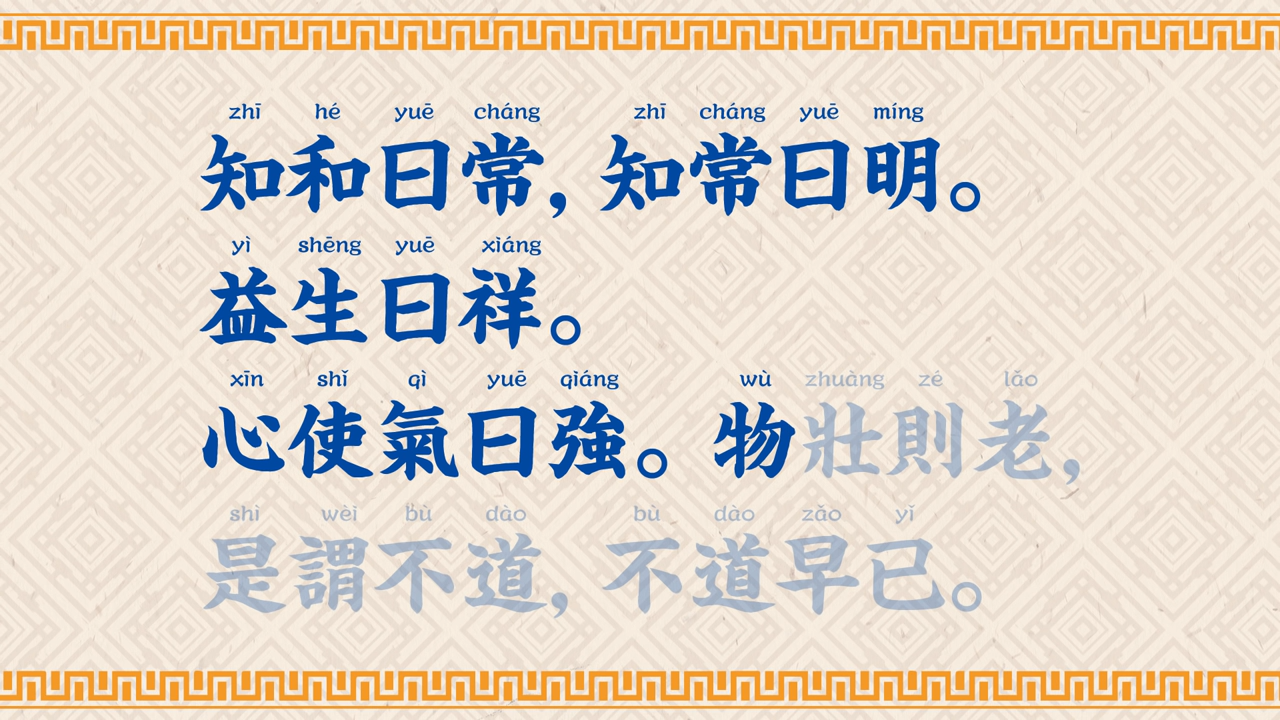 zhī hé yuē cháng zhī cháng yuē míng
知和曰常，知常曰明。
yì shēng yuē xiáng
益生曰祥。
xīn shǐ qì yuē qiáng wù zhuàng zé lǎo
心使氣曰強。物壯則老，
shì wèi bù dào bù dào zǎo yǐ
是謂不道，不道早已。